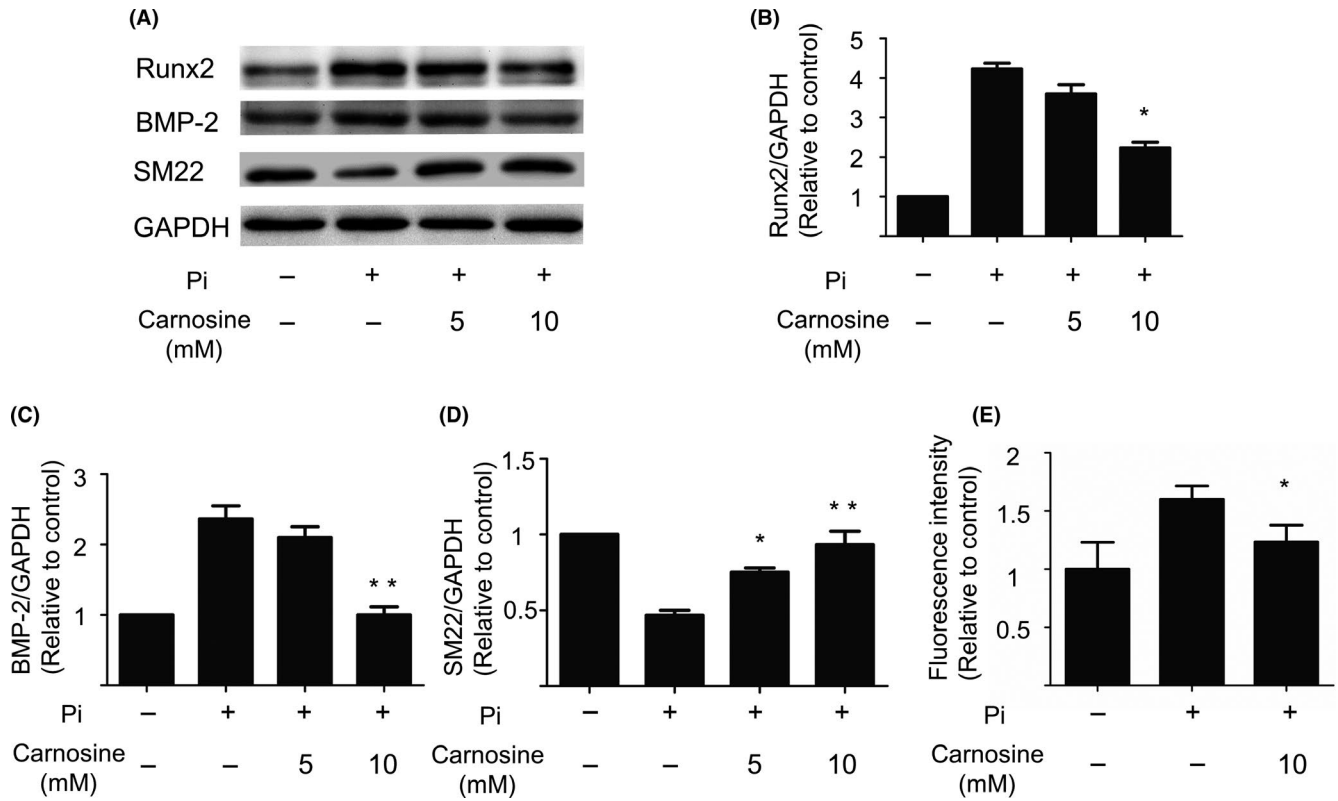 (A)
Runx2
BMP-2
SM22
GAPDH
Pi – + + +
Carnosine – – 5 10
(mM)
(B)
Runx2/GAPDH
(Relative to control)
5
4
3
2
1
Pi – + + +
Carnosine – – 5 10
(mM)
*
(C)
BMP-2/GAPDH
(Relative to control)
3
2
1
* *
Pi – + + +
Carnosine – – 5 10
(mM)
(D)
SM22/GAPDH
(Relative to control)
1.5
1
0.5
*
* *
Pi – + + +
Carnosine – – 5 10
(mM)
(E)
Fluorescence intensity
(Relative to control)
2
1.5
1
0.5
*
Pi – + +
Carnosine – – 10
(mM)